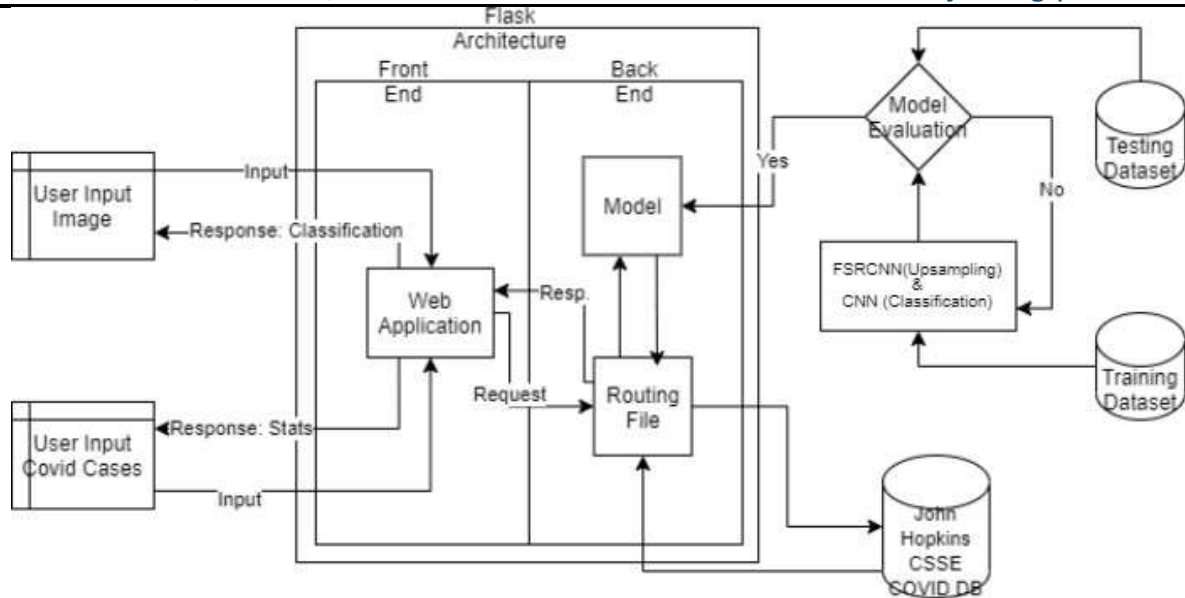 Flask
Architecture
Front
End
Back
End
Model
Evaluation
Testing
Dataset
Yes
No
User Input
Image
Input
Response: Classification
Model
FSRCNN(Upsampling)
&
CNN (Classification)
Web
Application
Resp.
Request
Routing
File
Training
Dataset
User Input
Covid Cases
Response: Stats
Input
John
Hopkins
CSSE
COVID DB